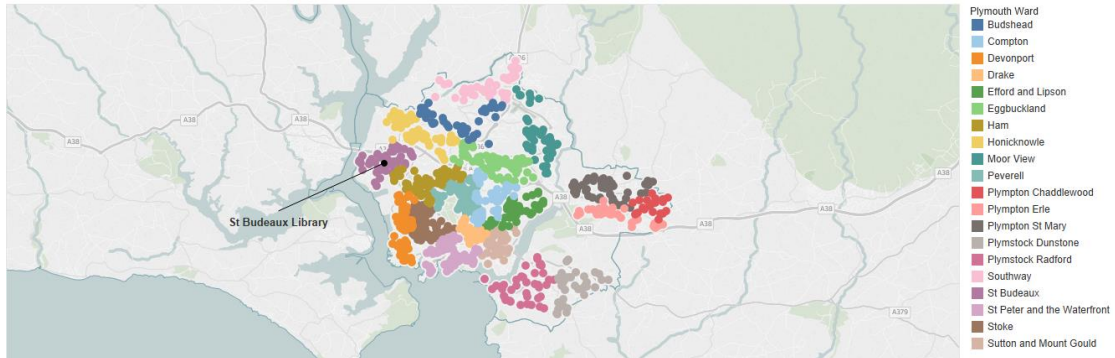 Plymouth Ward
Budshead
Compton
Devonport
Drake
Efford and Lipson
Eggbuckland
Ham
Honicknowle
Moor View
Peverell
Plympton Chaddlewood
Plympton Erle
Plympton St Mary
Plymstock Dunstone
Plymstock Radford
Southway
St Budeaux
St Peter and the Waterfront
Stoke
Sutton and Mount Gould
A38
A38
A38
A38
A38
A38
A379
St Budeaux Library